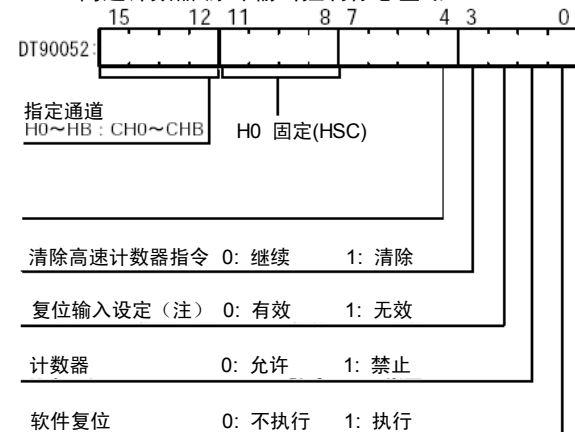 15 12 11 8 7 4 3 0
DT90052:
指定通道
H0~HB : CH0~CHB
H0 固定(HSC)
清除高速计数器指令 0: 继续 1: 清除
复位输入设定（注） 0: 有效 1: 无效
计数器 0: 允许 1: 禁止
软件复位 0: 不执行 1: 执行